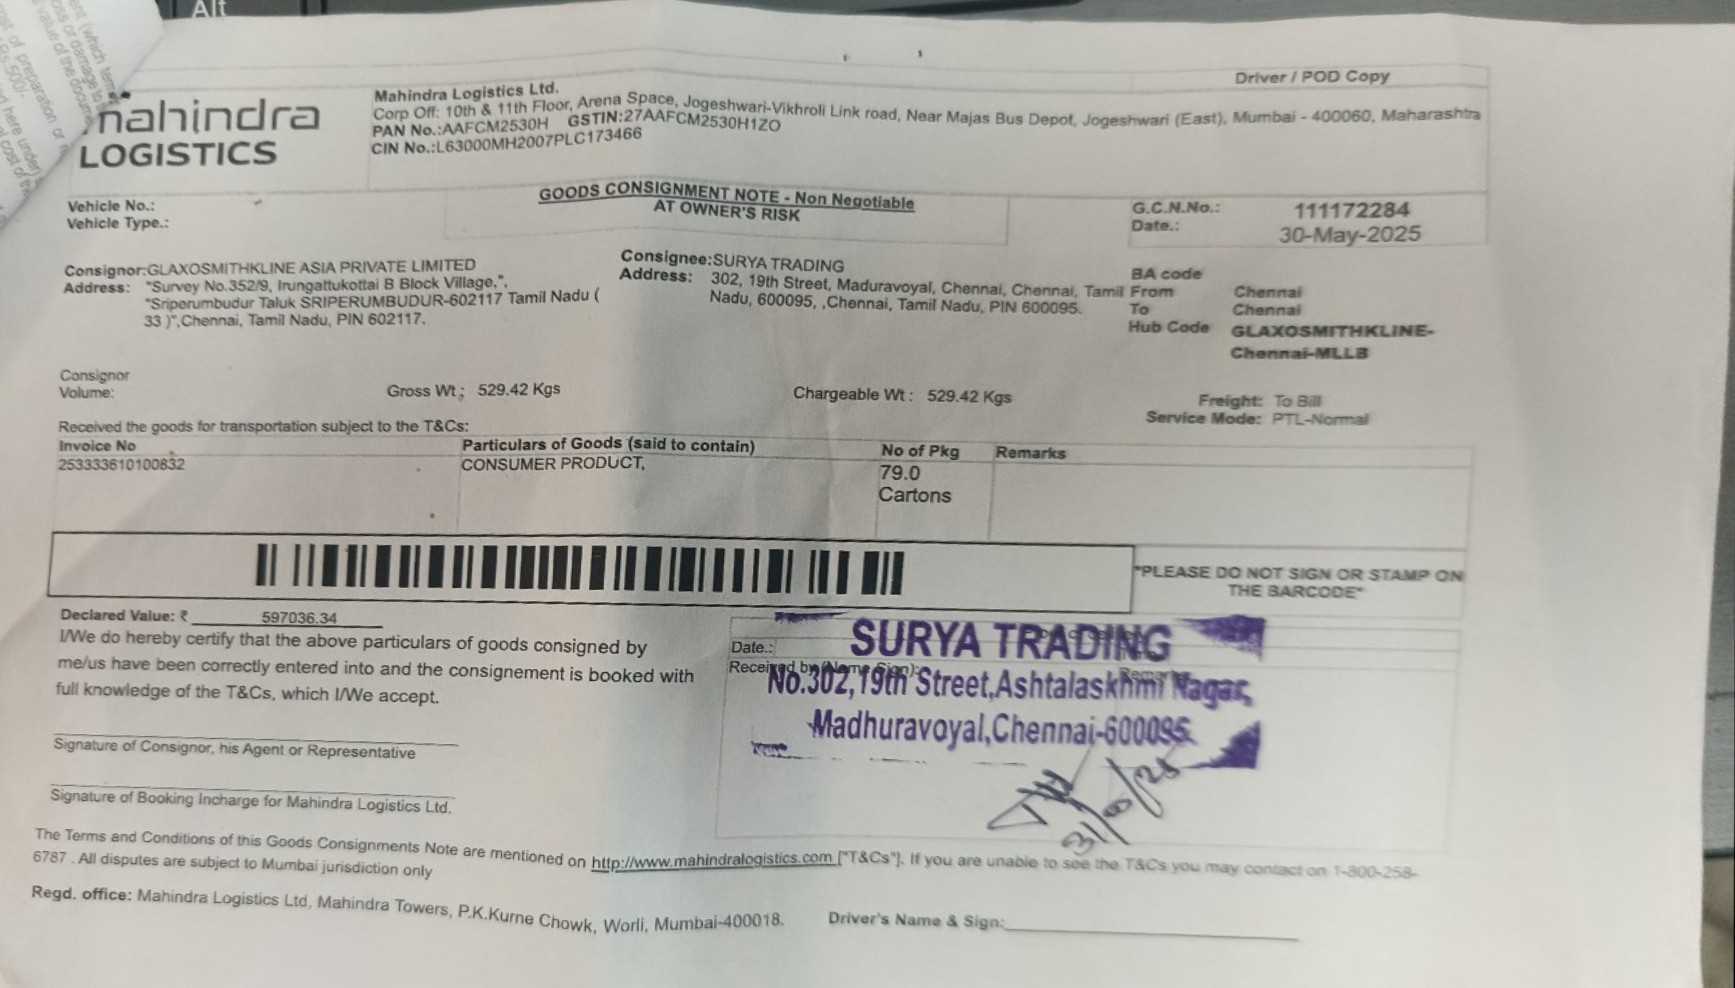 Alt
Driver / POD Copy
mahindra
LOGISTICS
Mahindra Logistics Ltd.
Corp Off: 10th & 11th Floor, Arena Space, Jogeshwari-Vikhroli Link road, Near Majas Bus Depot, Jogeshwari (East), Mumbai - 400060, Maharashtra
PAN No.:AAFCM2530H GSTIN:27AAFCM2530H1ZO
CIN No.:L63000MH2007PLC173466
Vehicle No.:
Vehicle Type.:
GOODS CONSIGNMENT NOTE - Non Negotiable
AT OWNER'S RISK
G.C.N.No.: 111172284
Date.: 30-May-2025
Consignor:GLAXOSMITHKLINE ASIA PRIVATE LIMITED
Address: "Survey No.352/9, Irungattukottai B Block Village,",
"Sriperumbudur Taluk SRIPERUMBUDUR-602117 Tamil Nadu (
33 )",Chennai, Tamil Nadu, PIN 602117.
Consignee:SURYA TRADING
Address: 302, 19th Street, Maduravoyal, Chennai, Chennai, Tamil
Nadu, 600095, ,Chennai, Tamil Nadu, PIN 600095.
BA code
From Chennai
To Chennai
Hub Code GLAXOSMITHKLINE-
Chennai-MLLB
Consignor
Volume:
Gross Wt : 529.42 Kgs
Chargeable Wt : 529.42 Kgs
Freight: To Bill
Service Mode: PTL-Normal
Received the goods for transportation subject to the T&Cs:
Invoice No Particulars of Goods (said to contain) No of Pkg Remarks
253333610100832 CONSUMER PRODUCT, 79.0
Cartons
"PLEASE DO NOT SIGN OR STAMP ON
THE BARCODE"
Declared Value: ₹ 597036.34
I/We do hereby certify that the above particulars of goods consigned by
me/us have been correctly entered into and the consignement is booked with
full knowledge of the T&Cs, which I/We accept.
Date.:
Received by(Name Sign):
SURYA TRADING
No.302,19th Street,Ashtalaskhmi Nagar,
Madhuravoyal,Chennai-600095.
Signature of Consignor, his Agent or Representative
Signature of Booking Incharge for Mahindra Logistics Ltd.
The Terms and Conditions of this Goods Consignments Note are mentioned on http://www.mahindralogistics.com ["T&Cs"]. If you are unable to see the T&Cs you may contact on 1-800-258-
6787 . All disputes are subject to Mumbai jurisdiction only
Regd. office: Mahindra Logistics Ltd, Mahindra Towers, P.K.Kurne Chowk, Worli, Mumbai-400018.
Driver's Name & Sign: